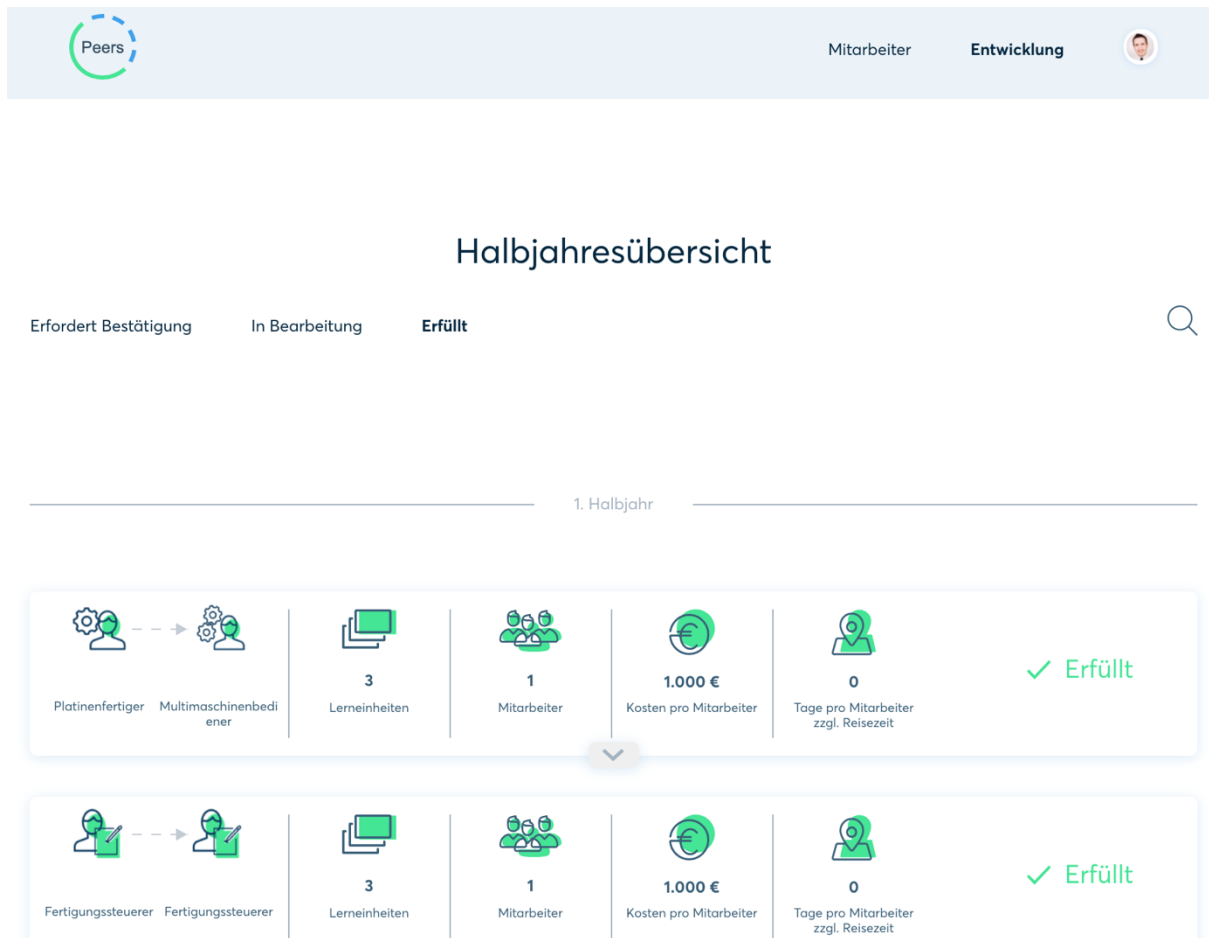 Peers
Mitarbeiter Entwicklung
Halbjahresübersicht
Erfordert Bestätigung In Bearbeitung Erfüllt
1. Halbjahr
3 1 1.000 € 0
Erfüllt
Platinenfertiger Multimaschinenbedi Lerneinheiten Mitarbeiter Kosten pro Mitarbeiter Tage pro Mitarbeiter
ener zzgl. Reisezeit
3 1 1.000 € 0
Erfüllt
Fertigungssteuerer Fertigungssteuerer Lerneinheiten Mitarbeiter Kosten pro Mitarbeiter Tage pro Mitarbeiter
zzgl. Reisezeit